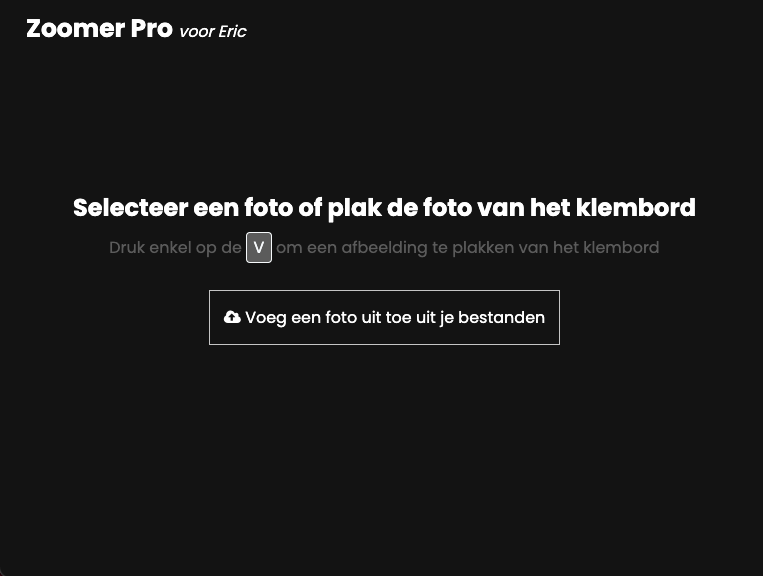 Zoomer Pro voor Eric
Selecteer een foto of plak de foto van het klembord
Druk enkel op de V om een afbeelding te plakken van het klembord
Voeg een foto uit toe uit je bestanden